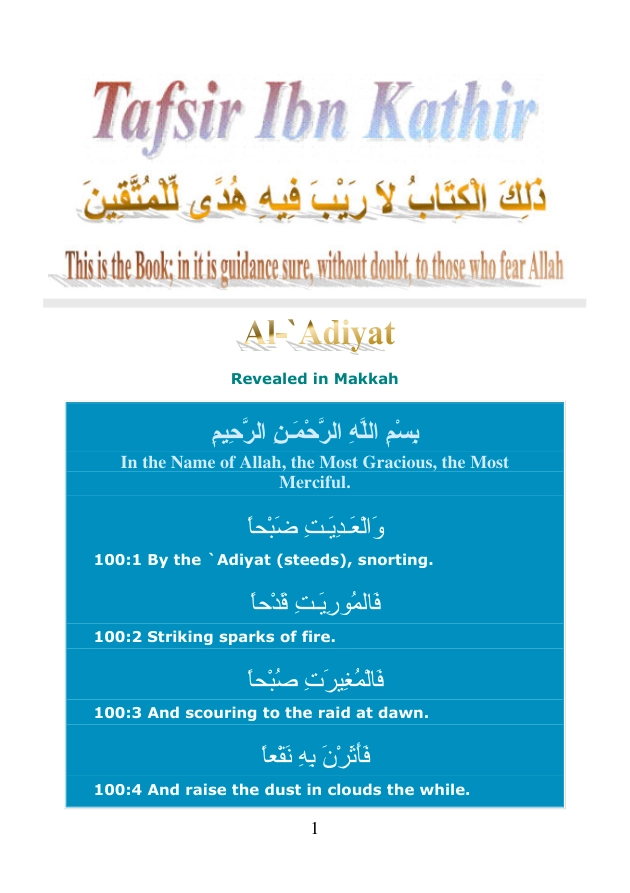 Tafsir Ibn Kathir
ذَلِكَ الْكِتَابُ لاَ رَيْبَ فِيهِ هُدًى لِّلْمُتَّقِينَ
This is the Book; in it is guidance sure, without doubt, to those who fear Allah
Al-`Adiyat
Revealed in Makkah
بِسْمِ اللَّهِ الرَّحْمَـنِ الرَّحِيمِ
In the Name of Allah, the Most Gracious, the Most
Merciful.
وَالْعَـدِيَـتِ ضَبْحاً
100:1 By the `Adiyat (steeds), snorting.
فَالمُورِيَـتِ قَدْحاً
100:2 Striking sparks of fire.
فَالْمُغِيرَتِ صُبْحاً
100:3 And scouring to the raid at dawn.
فَأَثَرْنَ بِهِ نَقْعاً
100:4 And raise the dust in clouds the while.
1